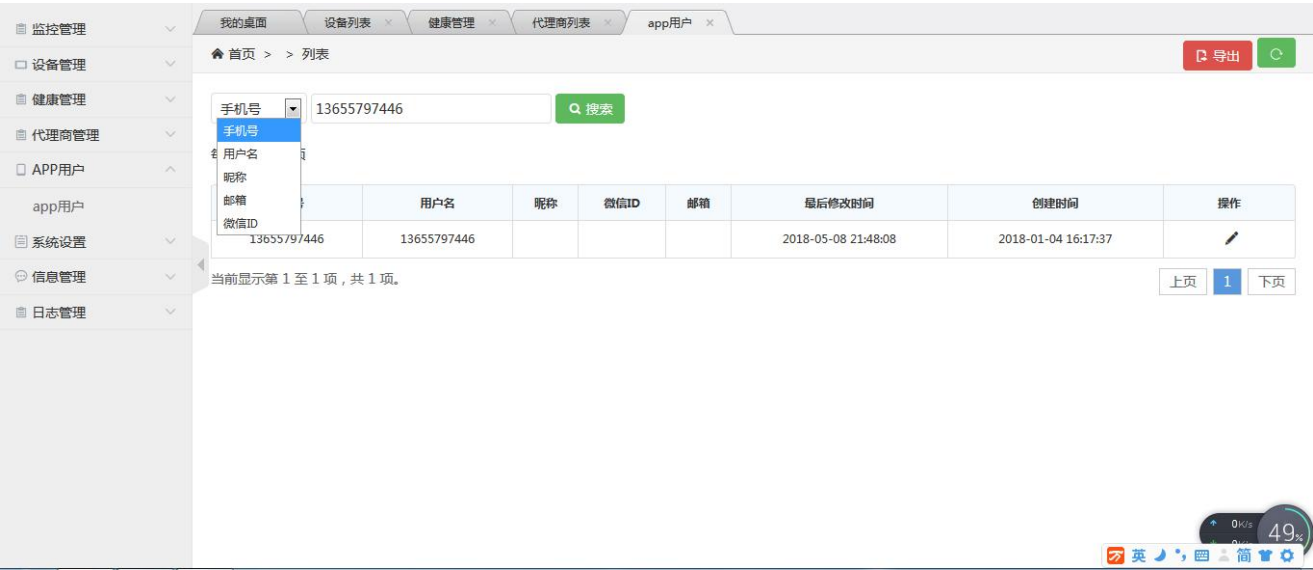 监控管理
设备管理
健康管理
代理商管理
APP用户
app用户
系统设置
信息管理
日志管理
我的桌面 设备列表 × 健康管理 × 代理商列表 × app用户 ×
首页 > > 列表
导出
手机号 13655797446 搜索
手机号
用户名
昵称
邮箱
微信ID
用户名 昵称 微信ID 邮箱 最后修改时间 创建时间 操作
13655797446 13655797446 2018-05-08 21:48:08 2018-01-04 16:17:37
当前显示第 1 至 1 项，共 1 项。
上页 1 下页
0K/s
49%
英 简